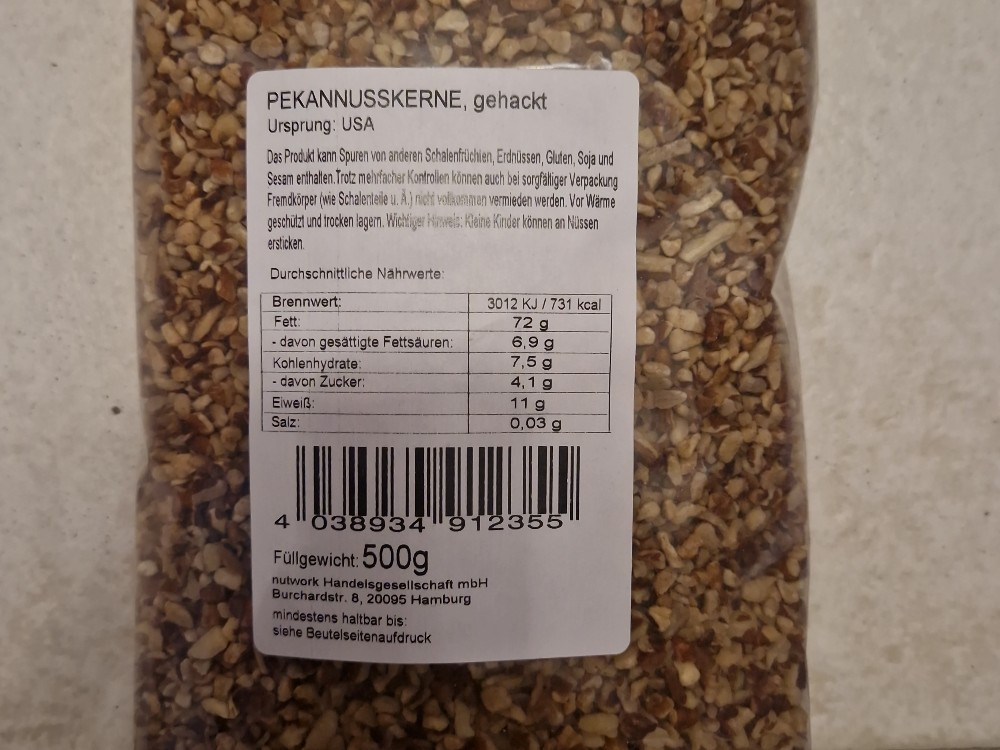 PEKANNUSSKERNE, gehackt
Ursprung: USA
Das Produkt kann Spuren von anderen Schalenfrüchten, Erdnüssen, Gluten, Soja und
Sesam enthalten. Trotz mehrfacher Kontrollen können auch bei sorgfältiger Verpackung
Fremdkörper (wie Schalenteile u. Ä.) nicht vollkommen vermieden werden. Vor Wärme
geschützt und trocken lagern. Wichtiger Hinweis: Kleine Kinder können an Nüssen
ersticken.
Durchschnittliche Nährwerte:
Brennwert: 3012 KJ / 731 kcal
Fett: 72 g
- davon gesättigte Fettsäuren: 6,9 g
Kohlenhydrate: 7,5 g
- davon Zucker: 4,1 g
Eiweiß: 11 g
Salz: 0,03 g
4 038934 912355
Füllgewicht: 500g
nutwork Handelsgesellschaft mbH
Burchardstr. 8, 20095 Hamburg
mindestens haltbar bis:
siehe Beutelseitenaufdruck